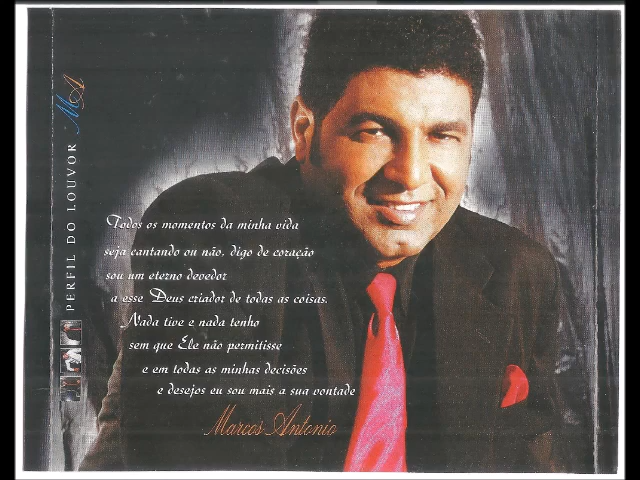 PERFIL DO LOUVOR MA
Todos os momentos da minha vida
seja cantando ou não, digo de coração
sou um eterno devedor
a esse Deus criador de todas as coisas.
Nada tive e nada tenho
sem que Ele não permitisse
e em todas as minhas decisões
e desejos eu sou mais a sua vontade
Marcos Antonio